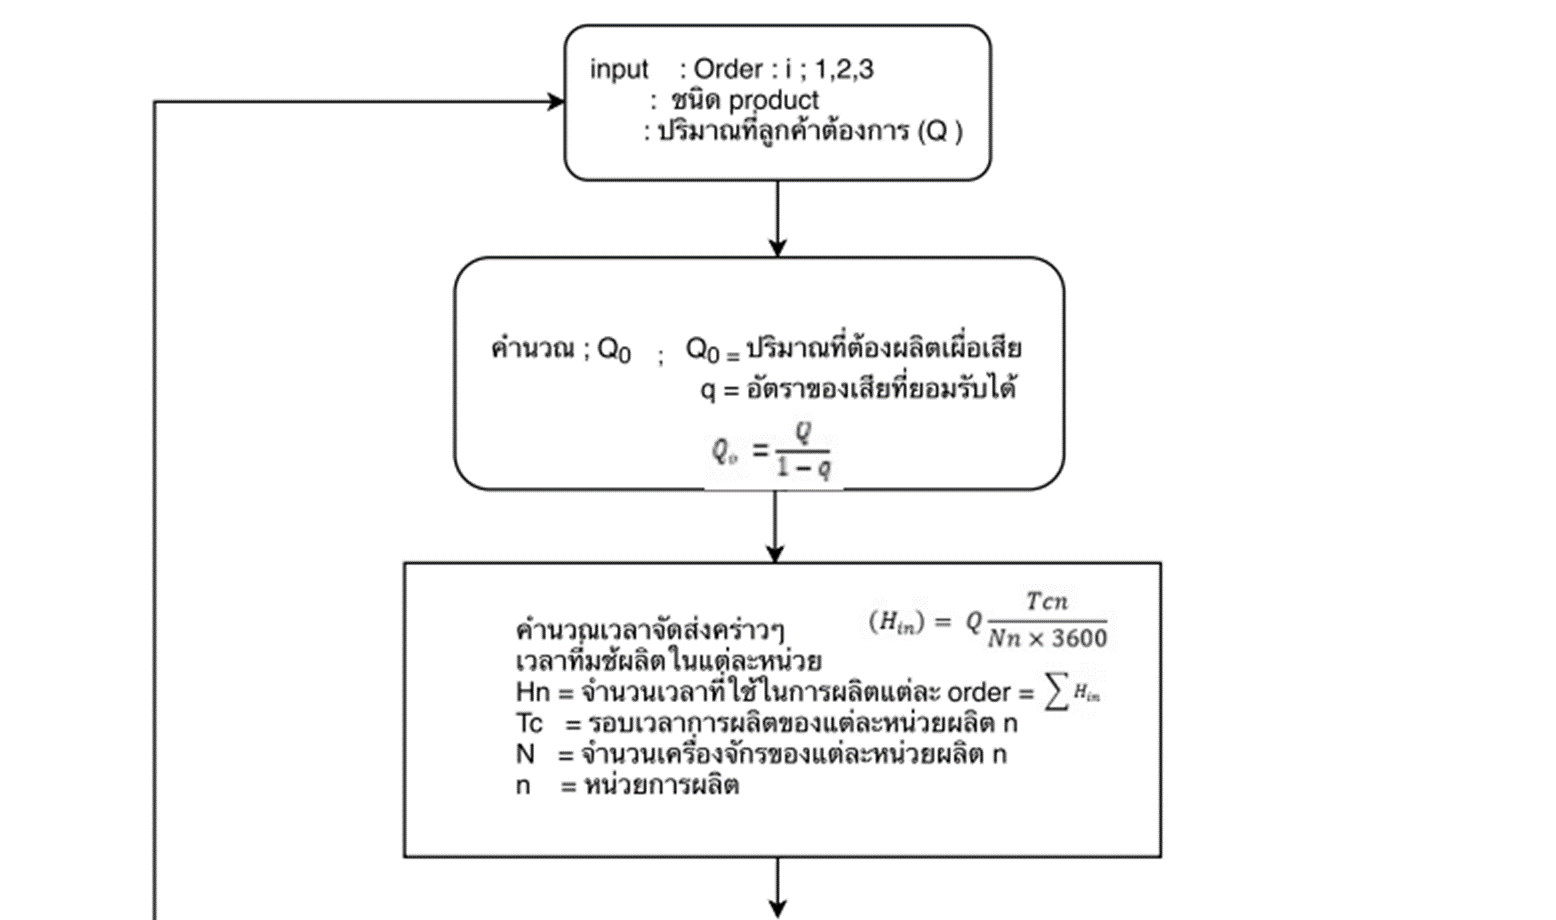 input : Order : i ; 1,2,3
: ชนิด product
: ปริมาณที่ลูกค้าต้องการ (Q )
คำนวณ ; Q0 ; Q0 = ปริมาณที่ต้องผลิตเผื่อเสีย
q = อัตราของเสียที่ยอมรับได้
Qo = Q / 1 − q
คำนวณเวลาจัดส่งคร่าวๆ (Hin) = Q Tcn / Nn × 3600
เวลาที่มช้ผลิตในแต่ละหน่วย
Hn = จำนวนเวลาที่ใช้ในการผลิตแต่ละ order = ∑ Hin
Tc = รอบเวลาการผลิตของแต่ละหน่วยผลิต n
N = จำนวนเครื่องจักรของแต่ละหน่วยผลิต n
n = หน่วยการผลิต